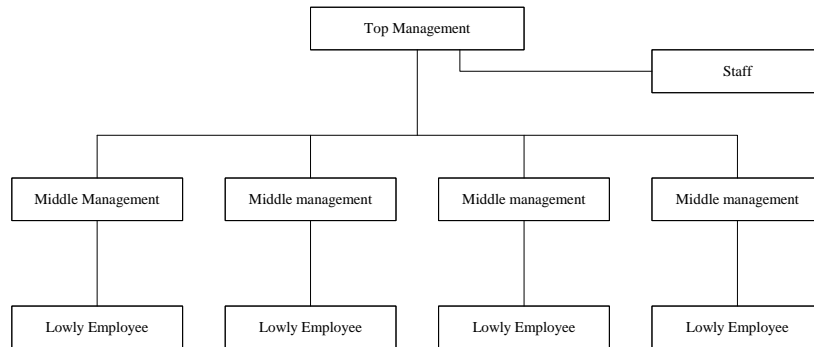 Top Management
Staff
Middle Management
Middle management
Middle management
Middle management
Lowly Employee
Lowly Employee
Lowly Employee
Lowly Employee